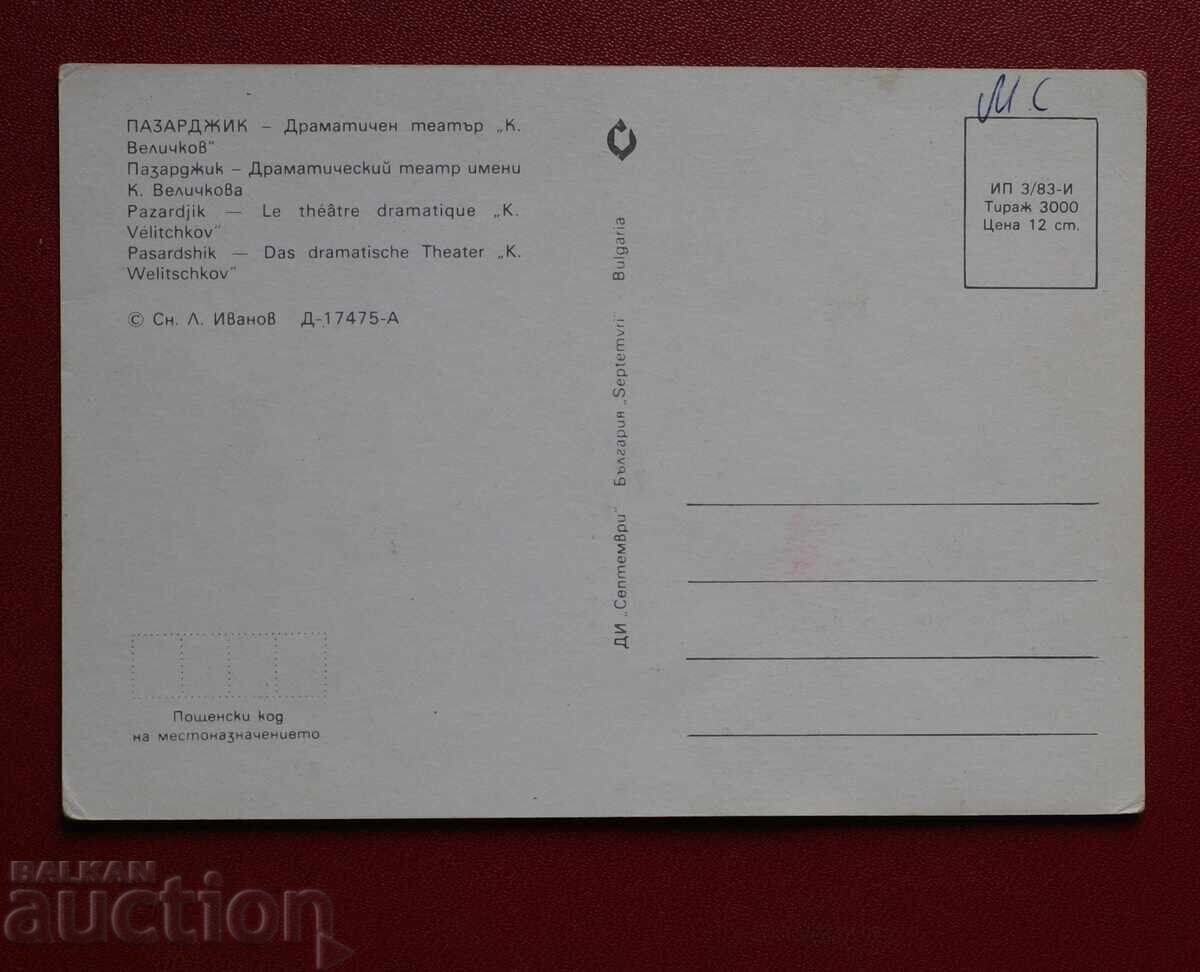 ПАЗАРДЖИК – Драматичен театър „К.
Величков"
Пазарджик – Драматический театр имени
К. Величкова
Pazardjik — Le théâtre dramatique „K.
Vélitchkov"
Pasardshik — Das dramatische Theater „K.
Welitschkov"
© Сн. Л. Иванов Д-17475-А
Пощенски код
на местоназначението
ДИ „Септември" България „Septemvri" Bulgaria
МС
ИП 3/83-И
Тираж 3000
Цена 12 ст.
BALKAN
auction